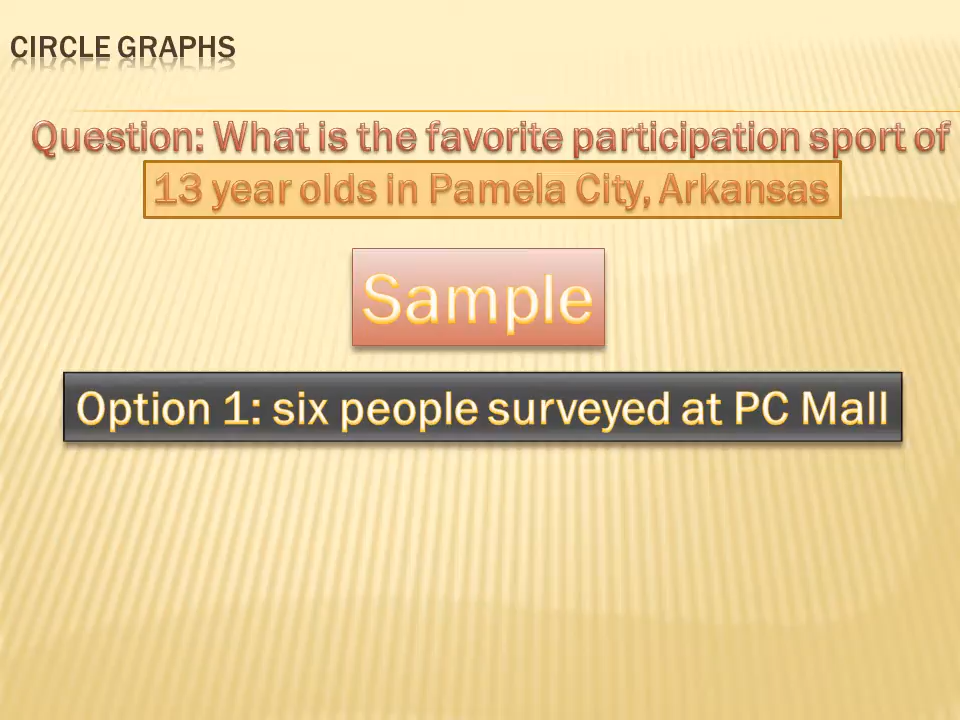 CIRCLE GRAPHS
Question: What is the favorite participation sport of
13 year olds in Pamela City, Arkansas
Sample
Option 1: six people surveyed at PC Mall